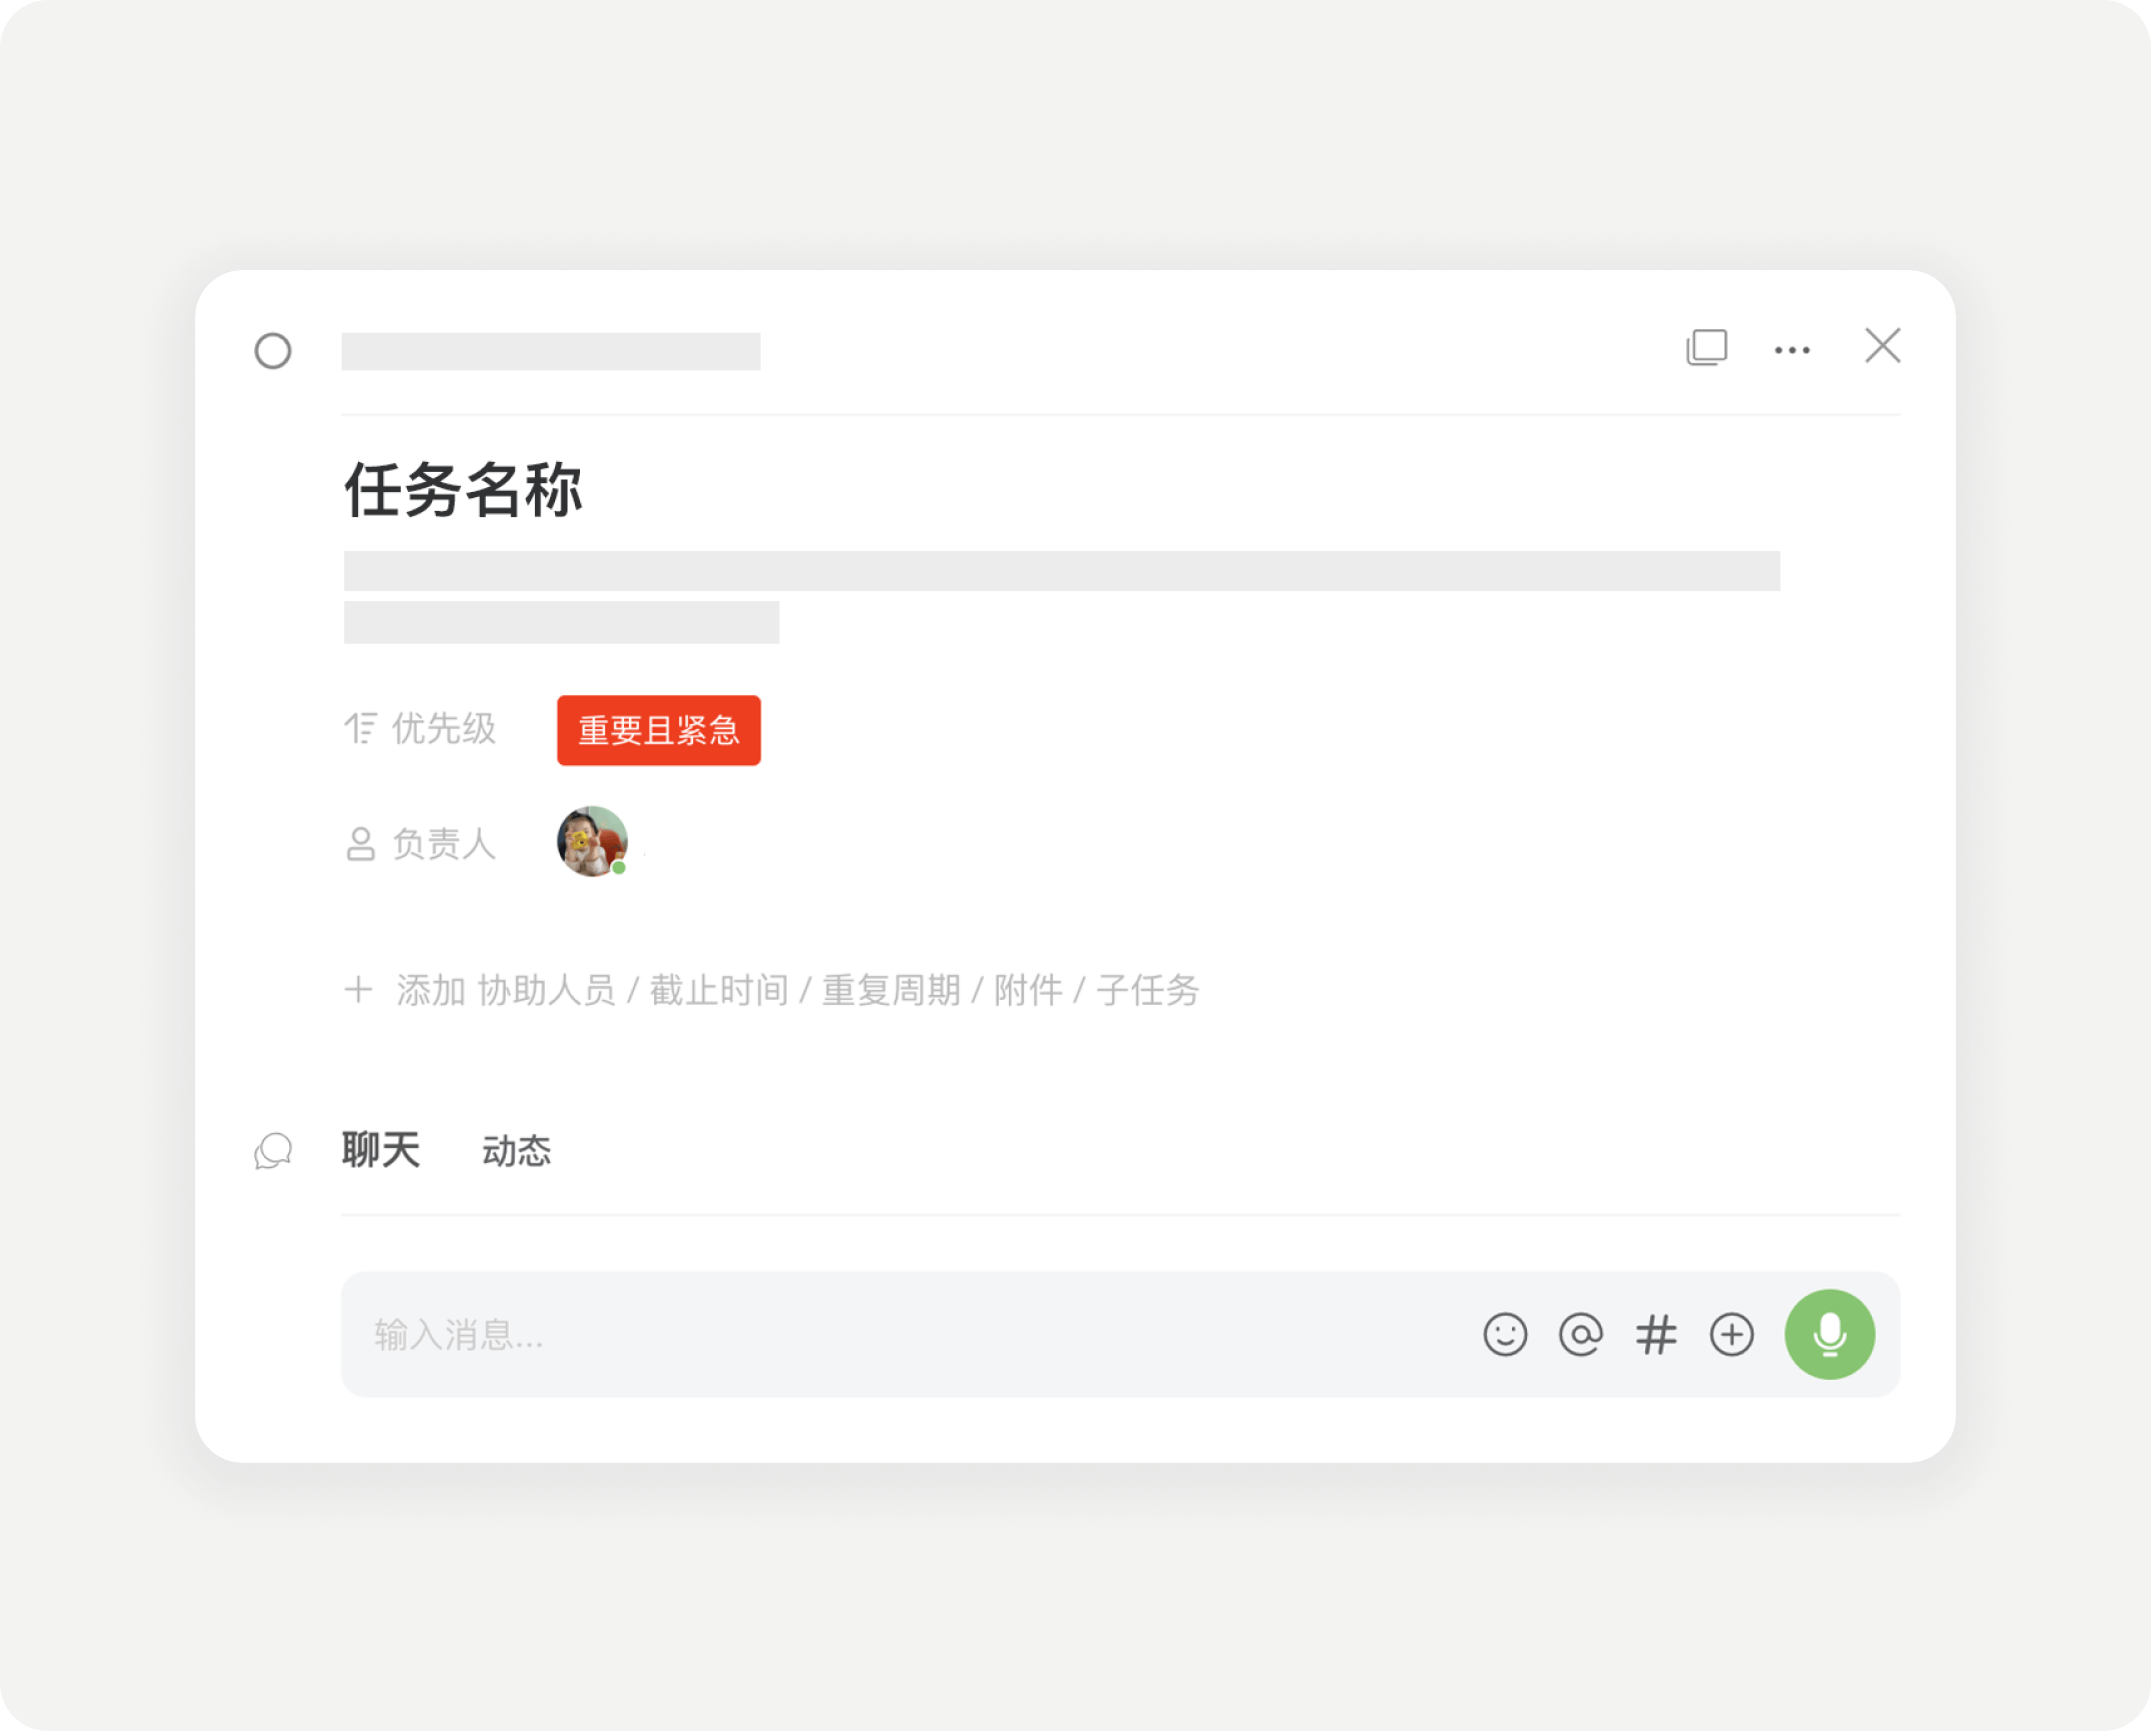 任务名称
优先级 重要且紧急
负责人
添加 协助人员 / 截止时间 / 重复周期 / 附件 / 子任务
聊天 动态
输入消息...